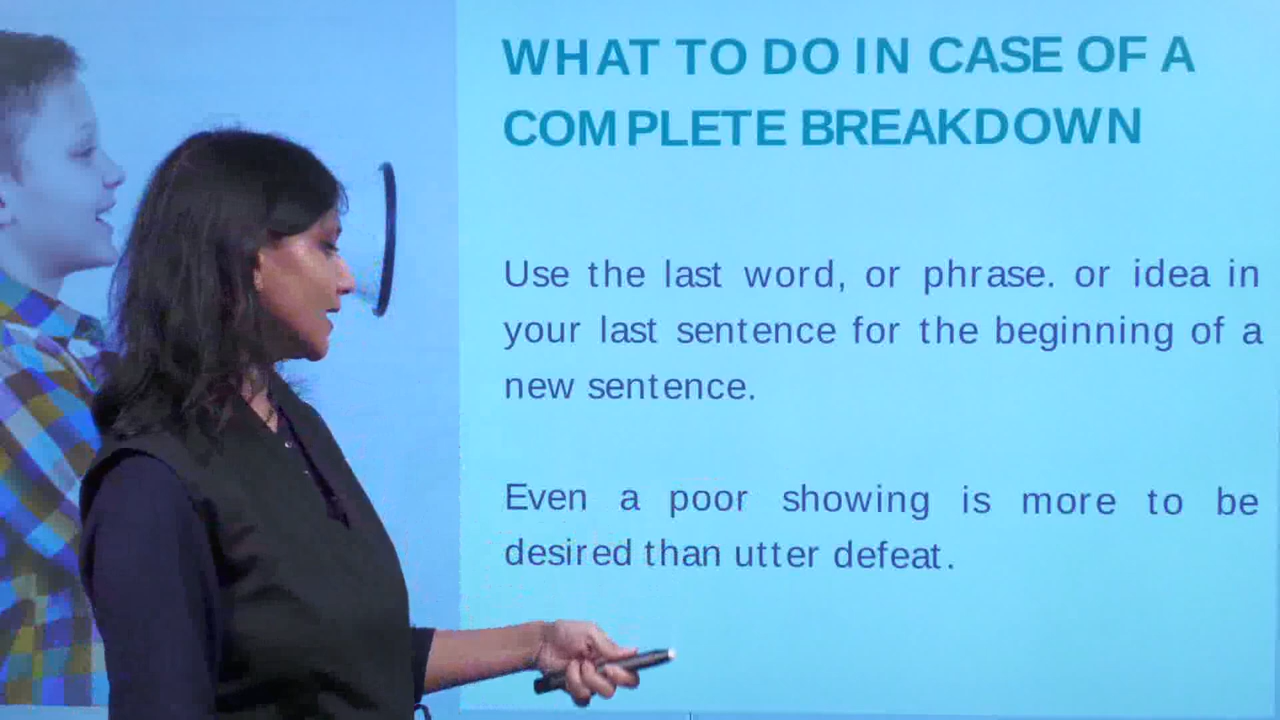 WHAT TO DO IN CASE OF A
COMPLETE BREAKDOWN
Use the last word, or phrase. or idea in
your last sentence for the beginning of a
new sentence.
Even a poor showing is more to be
desired than utter defeat.